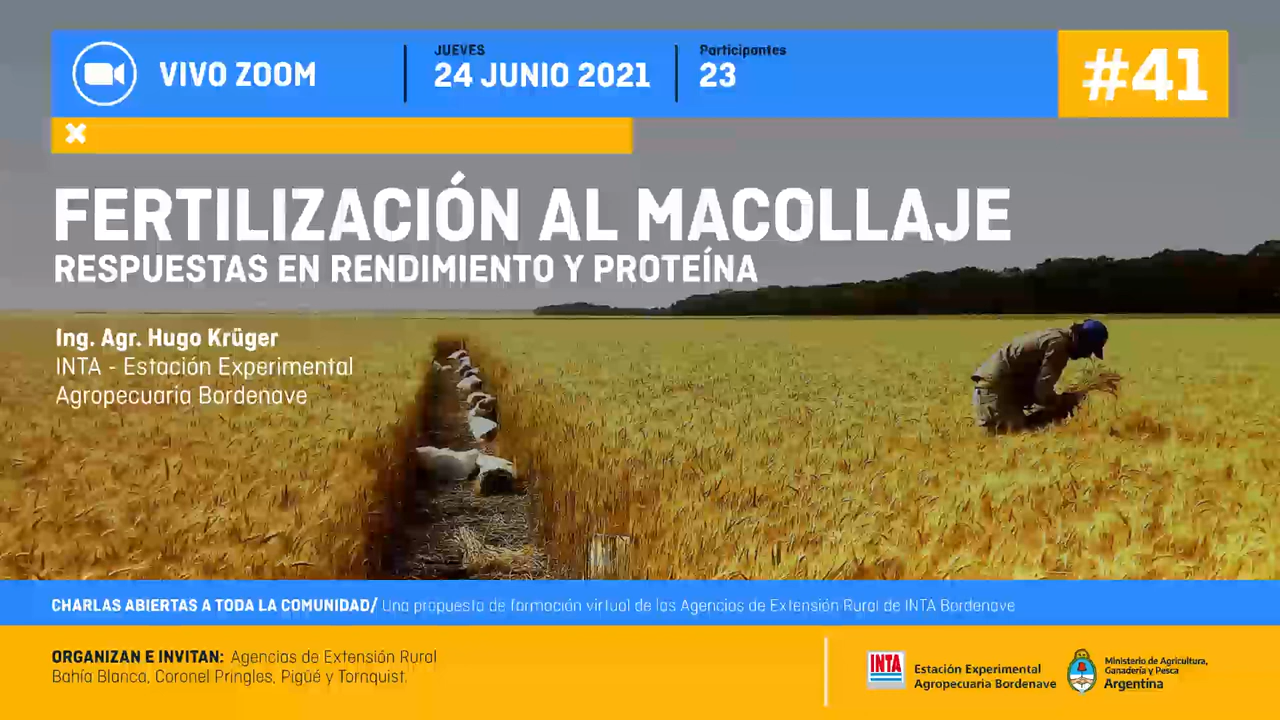 VIVO ZOOM
JUEVES
24 JUNIO 2021
Participantes
23
#41
FERTILIZACIÓN AL MACOLLAJE
RESPUESTAS EN RENDIMIENTO Y PROTEÍNA
Ing. Agr. Hugo Krüger
INTA - Estación Experimental
Agropecuaria Bordenave
CHARLAS ABIERTAS A TODA LA COMUNIDAD/ Una propuesta de formación virtual de las Agencias de Extensión Rural de INTA Bordenave
ORGANIZAN E INVITAN: Agencias de Extensión Rural
Bahía Blanca, Coronel Pringles, Pigüé y Tornquist.
INTA
Estación Experimental
Agropecuaria Bordenave
Ministerio de Agricultura,
Ganadería y Pesca
Argentina